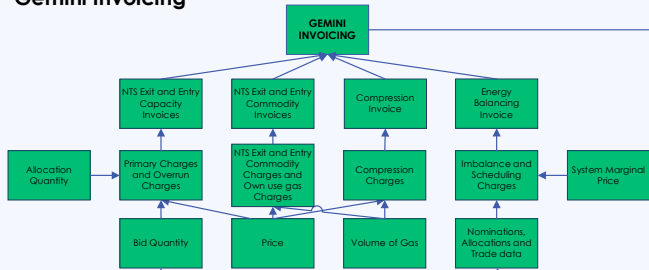 Gemini Invoicing
GEMINI
INVOICING
NTS Exit and Entry
Capacity
Invoices
NTS Exit and Entry
Commodity
Invoices
Compression
Invoice
Energy
Balancing
Invoice
Allocation
Quantity
Primary Charges
and Overrun
Charges
NTS Exit and Entry
Commodity
Charges and
Own use gas
Charges
Compression
Charges
Imbalance and
Scheduling
Charges
System Marginal
Price
Bid Quantity
Price
Volume of Gas
Nominations,
Allocations and
Trade data